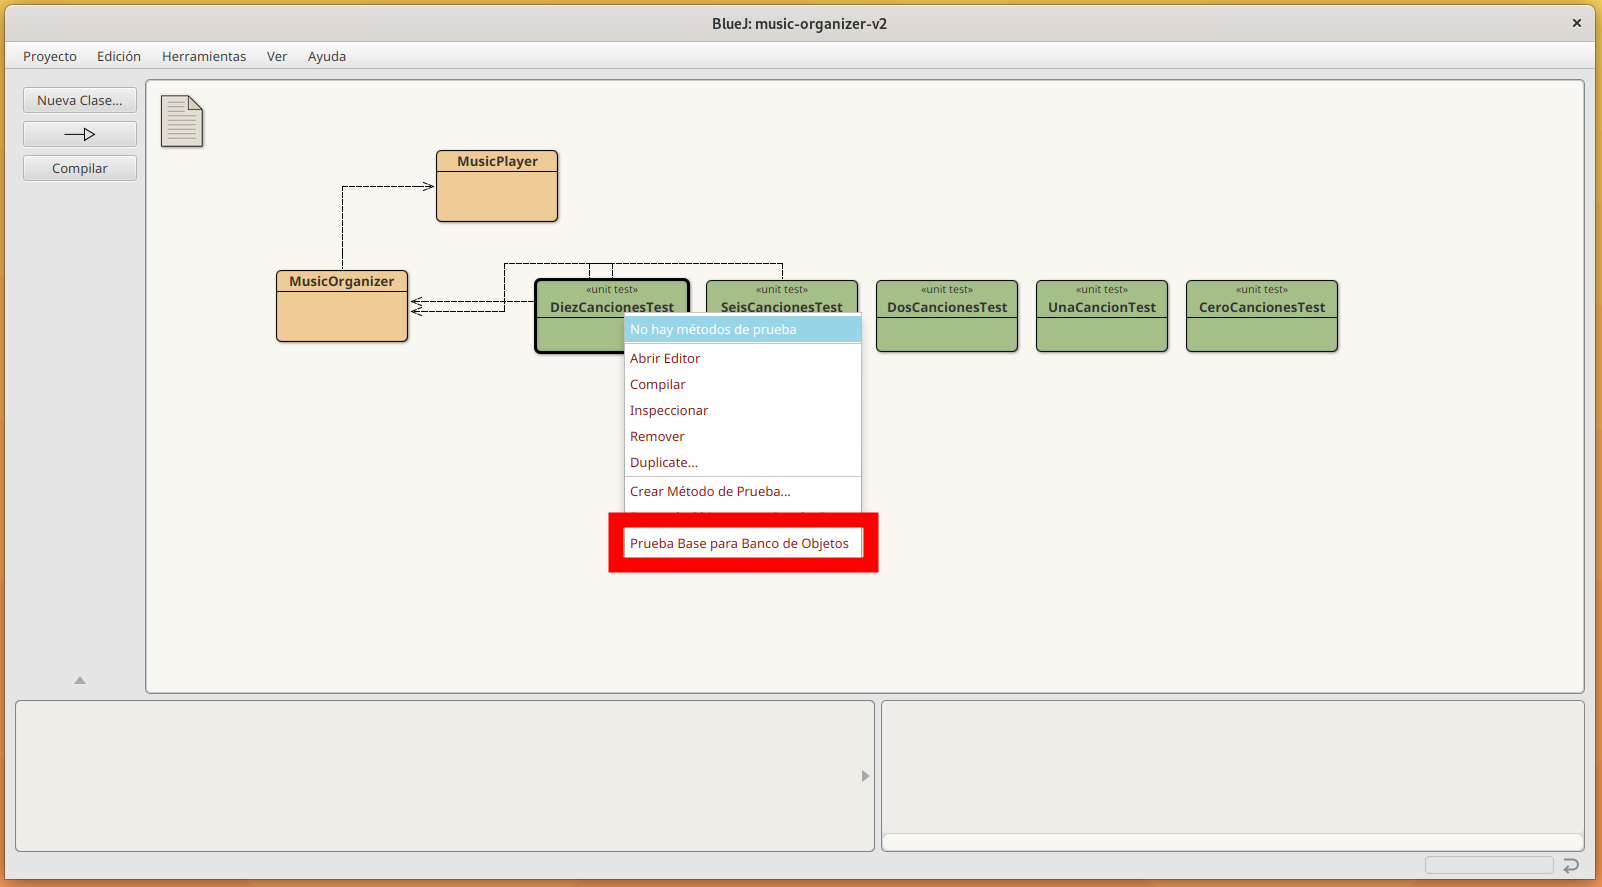 BlueJ: music-organizer-v2
Proyecto Edición Herramientas Ver Ayuda
Nueva Clase...
Compilar
MusicPlayer
MusicOrganizer
«unit test»
DiezCancionesTest
«unit test»
SeisCancionesTest
«unit test»
DosCancionesTest
«unit test»
UnaCancionTest
«unit test»
CeroCancionesTest
No hay métodos de prueba
Abrir Editor
Compilar
Inspeccionar
Remover
Duplicate...
Crear Método de Prueba...
Prueba Base para Banco de Objetos